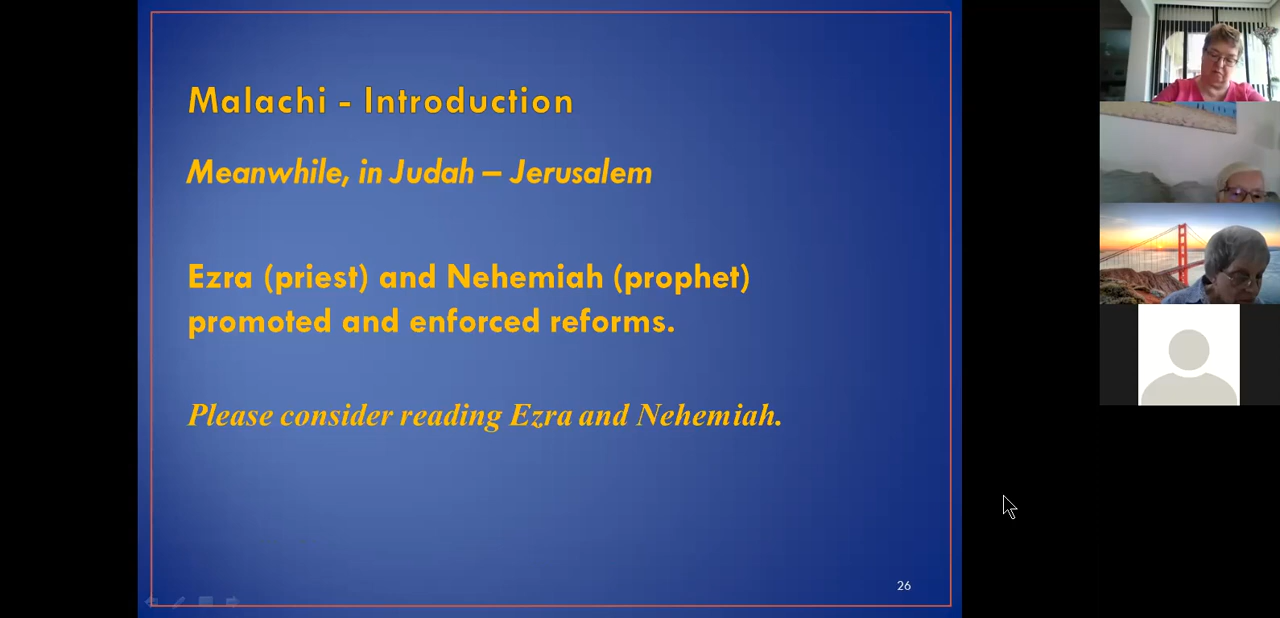 Malachi - Introduction
Meanwhile, in Judah – Jerusalem
Ezra (priest) and Nehemiah (prophet)
promoted and enforced reforms.
Please consider reading Ezra and Nehemiah.
26